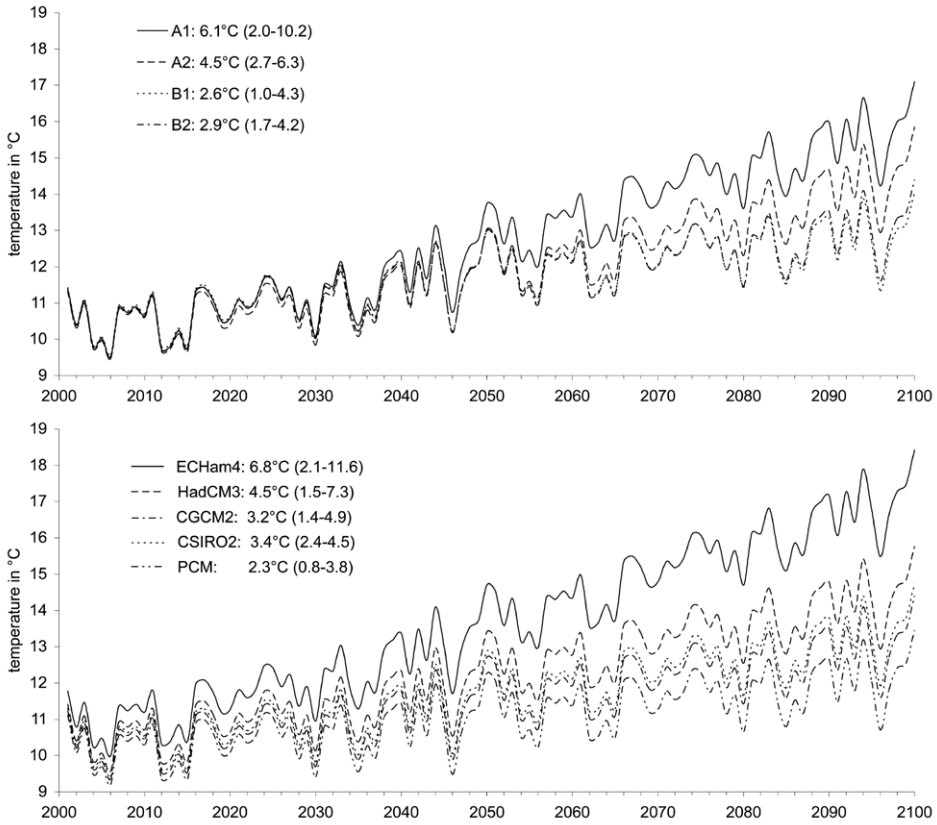 19
18
17
16
15
14
13
12
11
10
9
temperature in °C
A1: 6.1°C (2.0-10.2)
A2: 4.5°C (2.7-6.3)
B1: 2.6°C (1.0-4.3)
B2: 2.9°C (1.7-4.2)
2000 2010 2020 2030 2040 2050 2060 2070 2080 2090 2100
19
18
17
16
15
14
13
12
11
10
9
temperature in °C
ECHam4: 6.8°C (2.1-11.6)
HadCM3: 4.5°C (1.5-7.3)
CGCM2: 3.2°C (1.4-4.9)
CSIRO2: 3.4°C (2.4-4.5)
PCM: 2.3°C (0.8-3.8)
2000 2010 2020 2030 2040 2050 2060 2070 2080 2090 2100